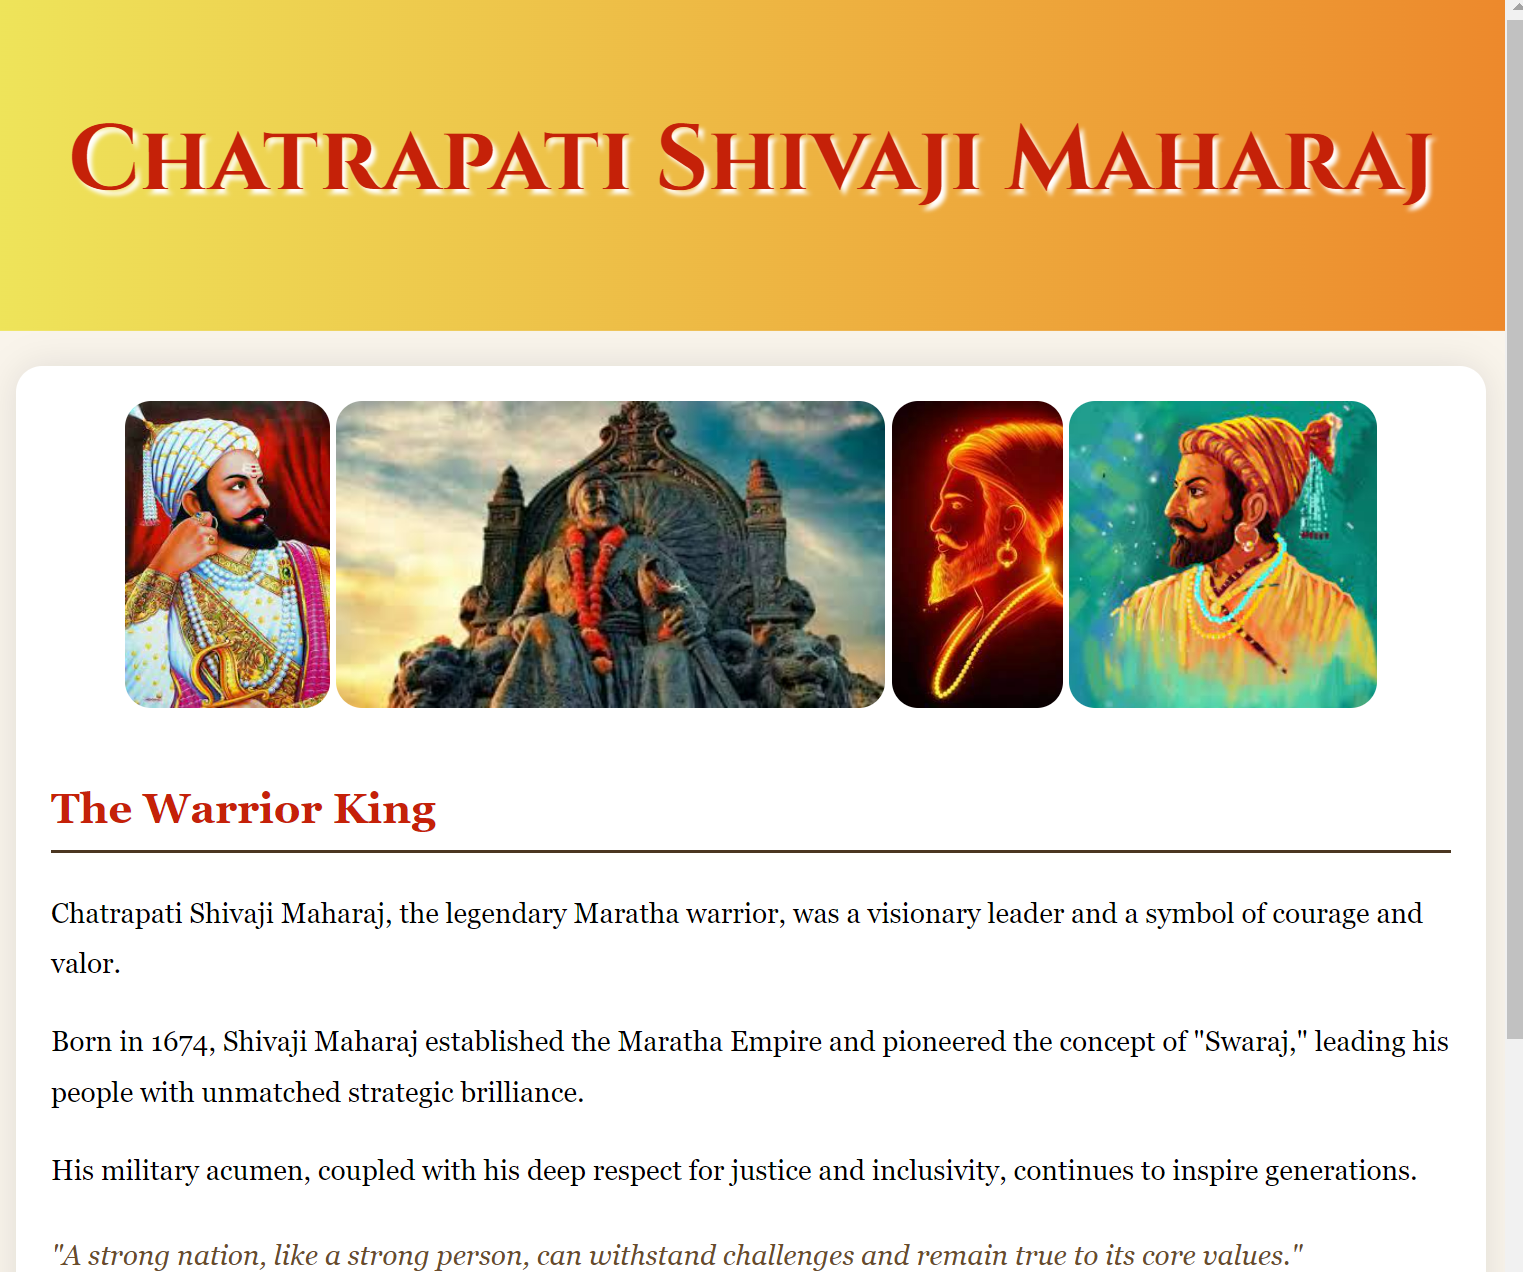 Chatrapati Shivaji Maharaj
The Warrior King
Chatrapati Shivaji Maharaj, the legendary Maratha warrior, was a visionary leader and a symbol of courage and
valor.
Born in 1674, Shivaji Maharaj established the Maratha Empire and pioneered the concept of "Swaraj," leading his
people with unmatched strategic brilliance.
His military acumen, coupled with his deep respect for justice and inclusivity, continues to inspire generations.
"A strong nation, like a strong person, can withstand challenges and remain true to its core values."